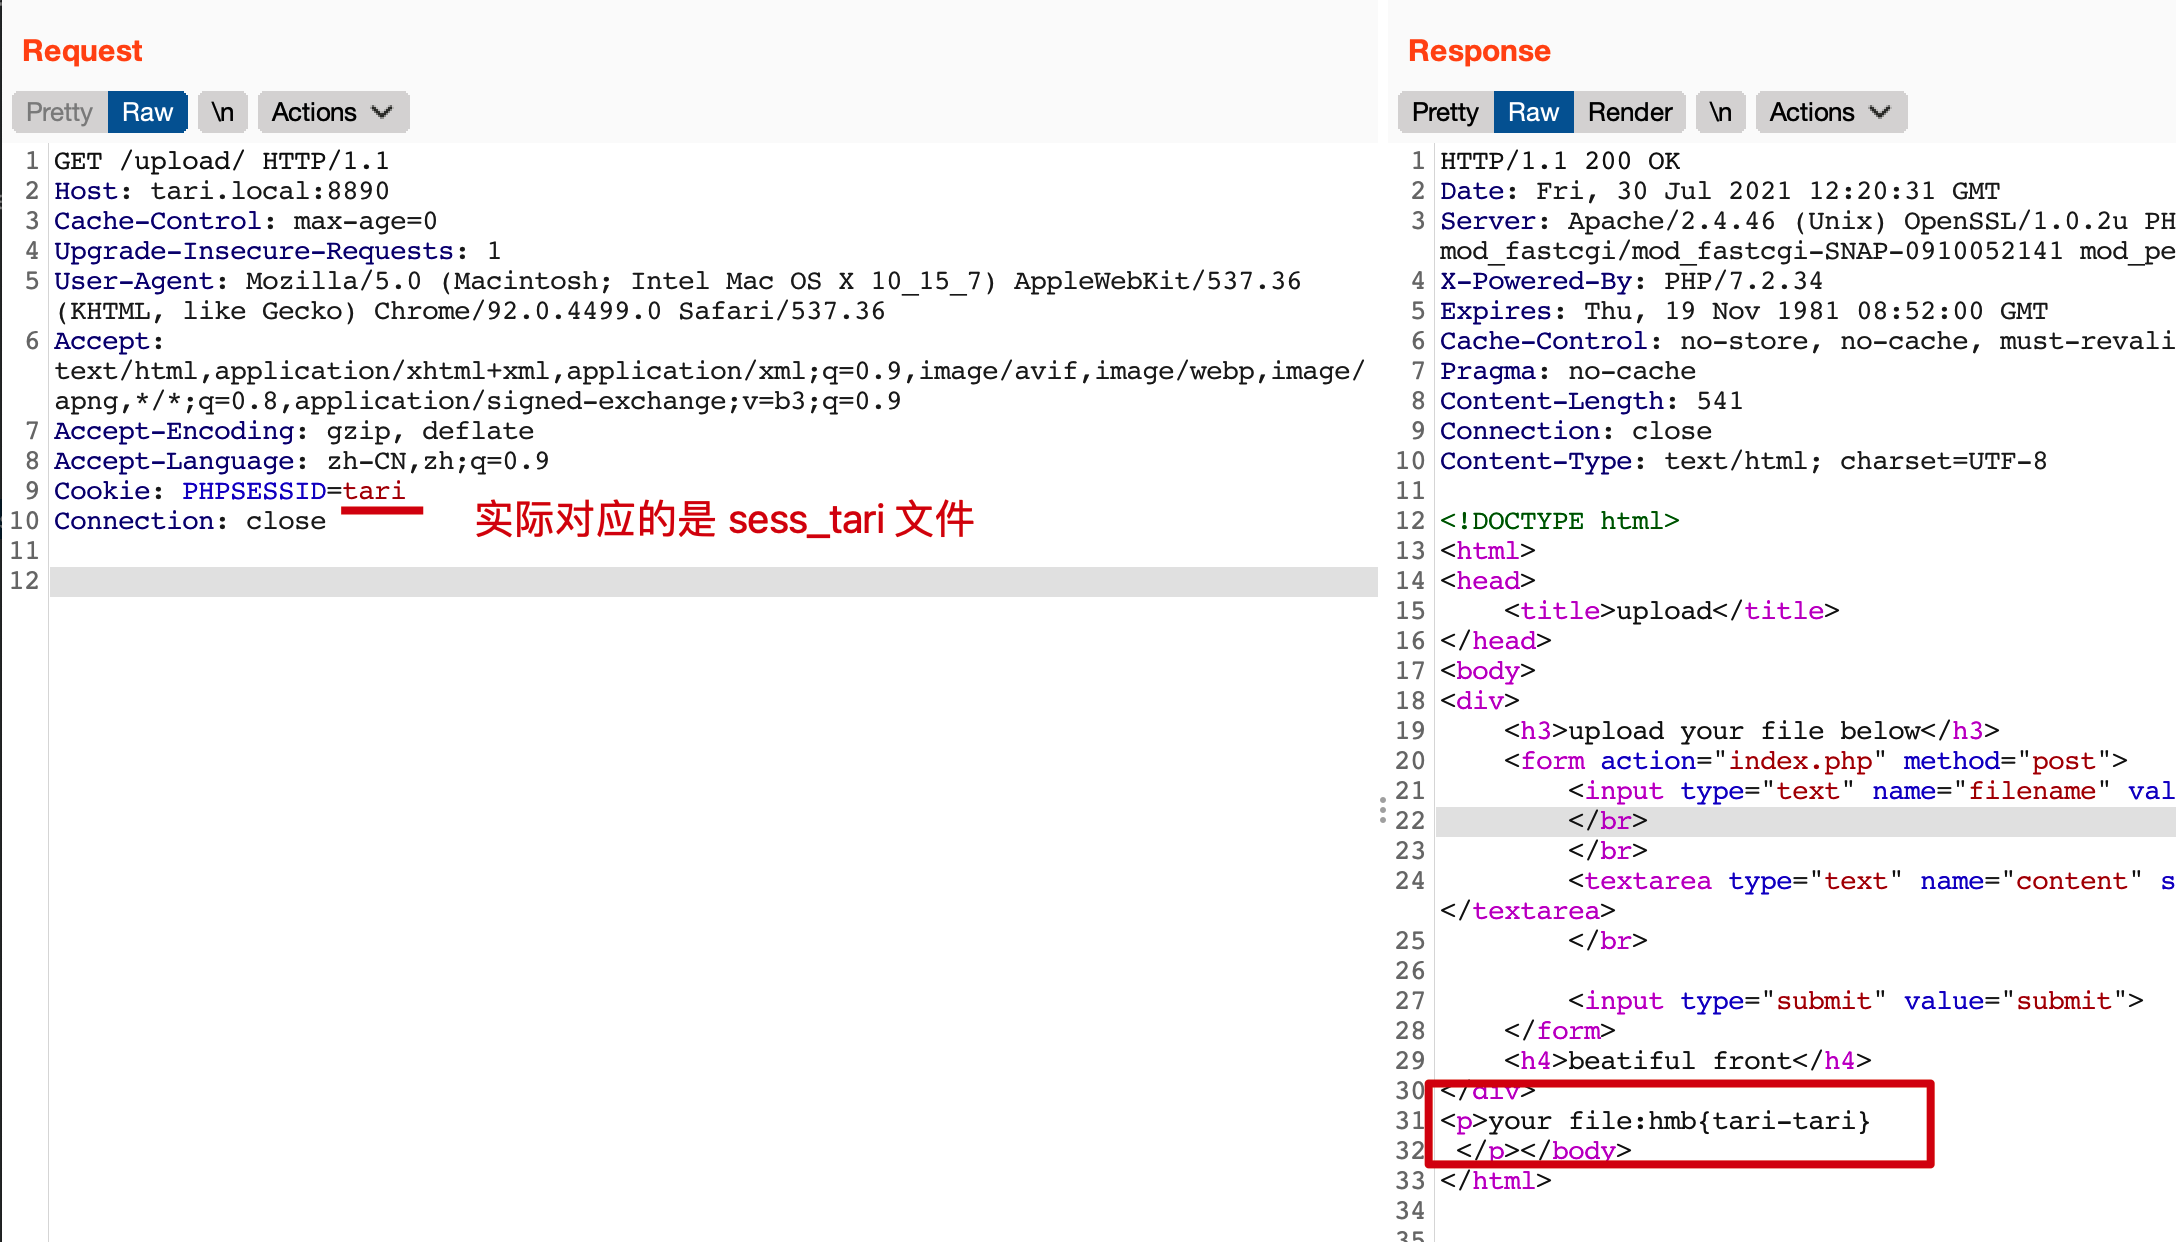 Request
Pretty Raw \n Actions
1 GET /upload/ HTTP/1.1
2 Host: tari.local:8890
3 Cache-Control: max-age=0
4 Upgrade-Insecure-Requests: 1
5 User-Agent: Mozilla/5.0 (Macintosh; Intel Mac OS X 10_15_7) AppleWebKit/537.36
(KHTML, like Gecko) Chrome/92.0.4499.0 Safari/537.36
6 Accept:
text/html,application/xhtml+xml,application/xml;q=0.9,image/avif,image/webp,image/
apng,*/*;q=0.8,application/signed-exchange;v=b3;q=0.9
7 Accept-Encoding: gzip, deflate
8 Accept-Language: zh-CN,zh;q=0.9
9 Cookie: PHPSESSID=tari
10 Connection: close
实际对应的是 sess_tari 文件
11
12
Response
Pretty Raw Render \n Actions
1 HTTP/1.1 200 OK
2 Date: Fri, 30 Jul 2021 12:20:31 GMT
3 Server: Apache/2.4.46 (Unix) OpenSSL/1.0.2u PH
mod_fastcgi/mod_fastcgi-SNAP-0910052141 mod_pe
4 X-Powered-By: PHP/7.2.34
5 Expires: Thu, 19 Nov 1981 08:52:00 GMT
6 Cache-Control: no-store, no-cache, must-revali
7 Pragma: no-cache
8 Content-Length: 541
9 Connection: close
10 Content-Type: text/html; charset=UTF-8
11
12 <!DOCTYPE html>
13 <html>
14 <head>
15 <title>upload</title>
16 </head>
17 <body>
18 <div>
19 <h3>upload your file below</h3>
20 <form action="index.php" method="post">
21 <input type="text" name="filename" val
22 </br>
23 </br>
24 <textarea type="text" name="content" s
</textarea>
25 </br>
26
27 <input type="submit" value="submit">
28 </form>
29 <h4>beatiful front</h4>
30 </div>
31 <p>your file:hmb{tari-tari}
32 </p></body>
33 </html>
34
35